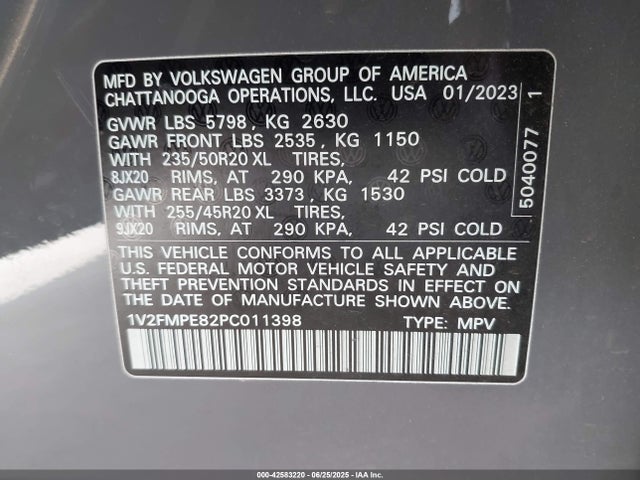 MFD BY VOLKSWAGEN GROUP OF AMERICA
CHATTANOOGA OPERATIONS, LLC. USA 01/2023
GVWR LBS 5798, KG 2630
GAWR FRONT LBS 2535, KG 1150
WITH 235/50R20 XL TIRES,
8JX20 RIMS, AT 290 KPA, 42 PSI COLD
GAWR REAR LBS 3373, KG 1530
WITH 255/45R20 XL TIRES,
9JX20 RIMS, AT 290 KPA, 42 PSI COLD
THIS VEHICLE CONFORMS TO ALL APPLICABLE
U.S. FEDERAL MOTOR VEHICLE SAFETY AND
THEFT PREVENTION STANDARDS IN EFFECT ON
THE DATE OF MANUFACTURE SHOWN ABOVE.
1V2FMPE82PC011398 TYPE: MPV
5040077 1
000-42583220 - 06/25/2025 - IAA Inc.